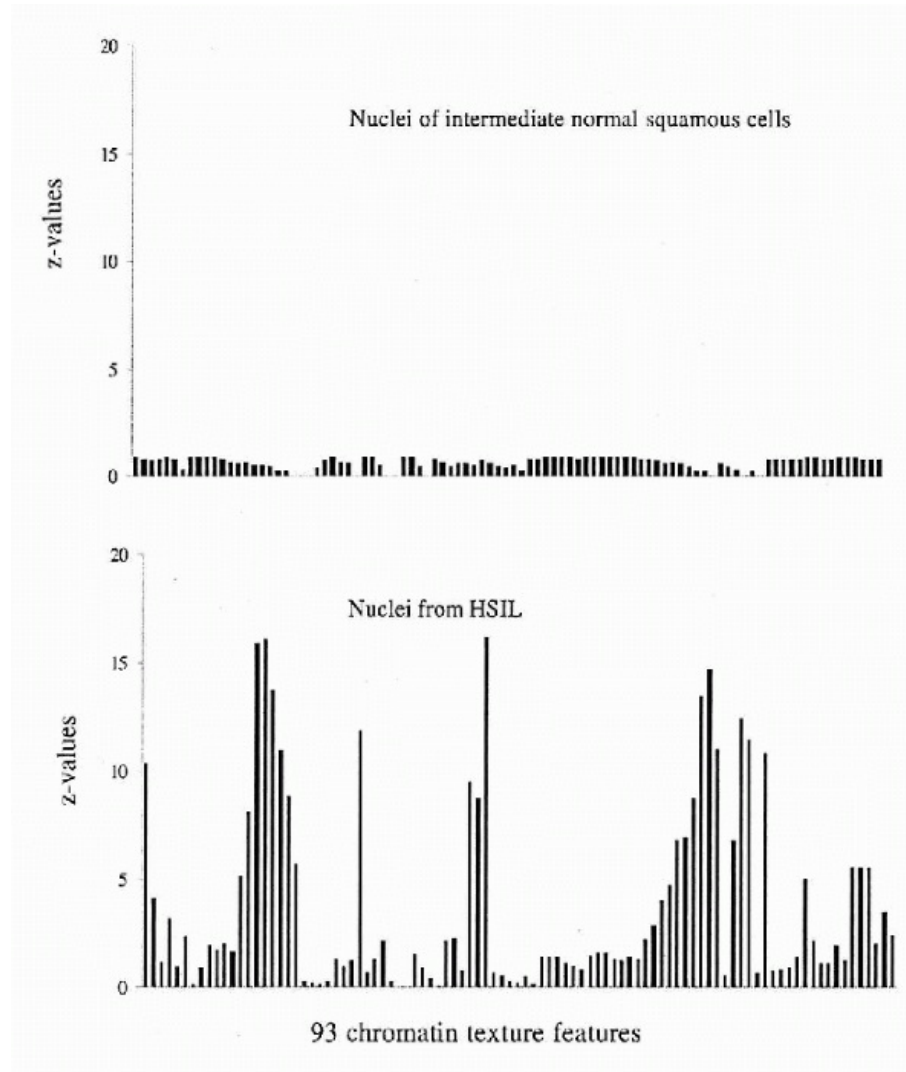 20
Nuclei of intermediate normal squamous cells
15
z-values
10
5
0
20
Nuclei from HSIL
15
z-values
10
5
0
93 chromatin texture features